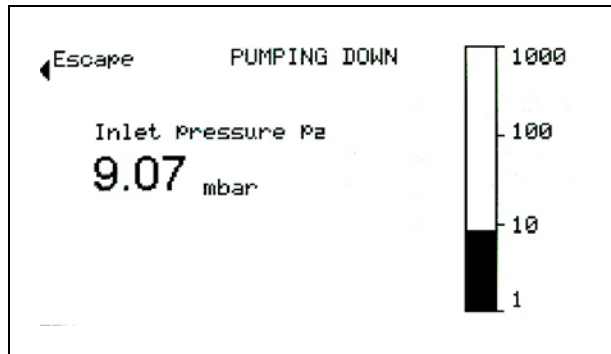 Escape PUMPING DOWN
Inlet Pressure P2
9.07 mbar
1000
100
10
1